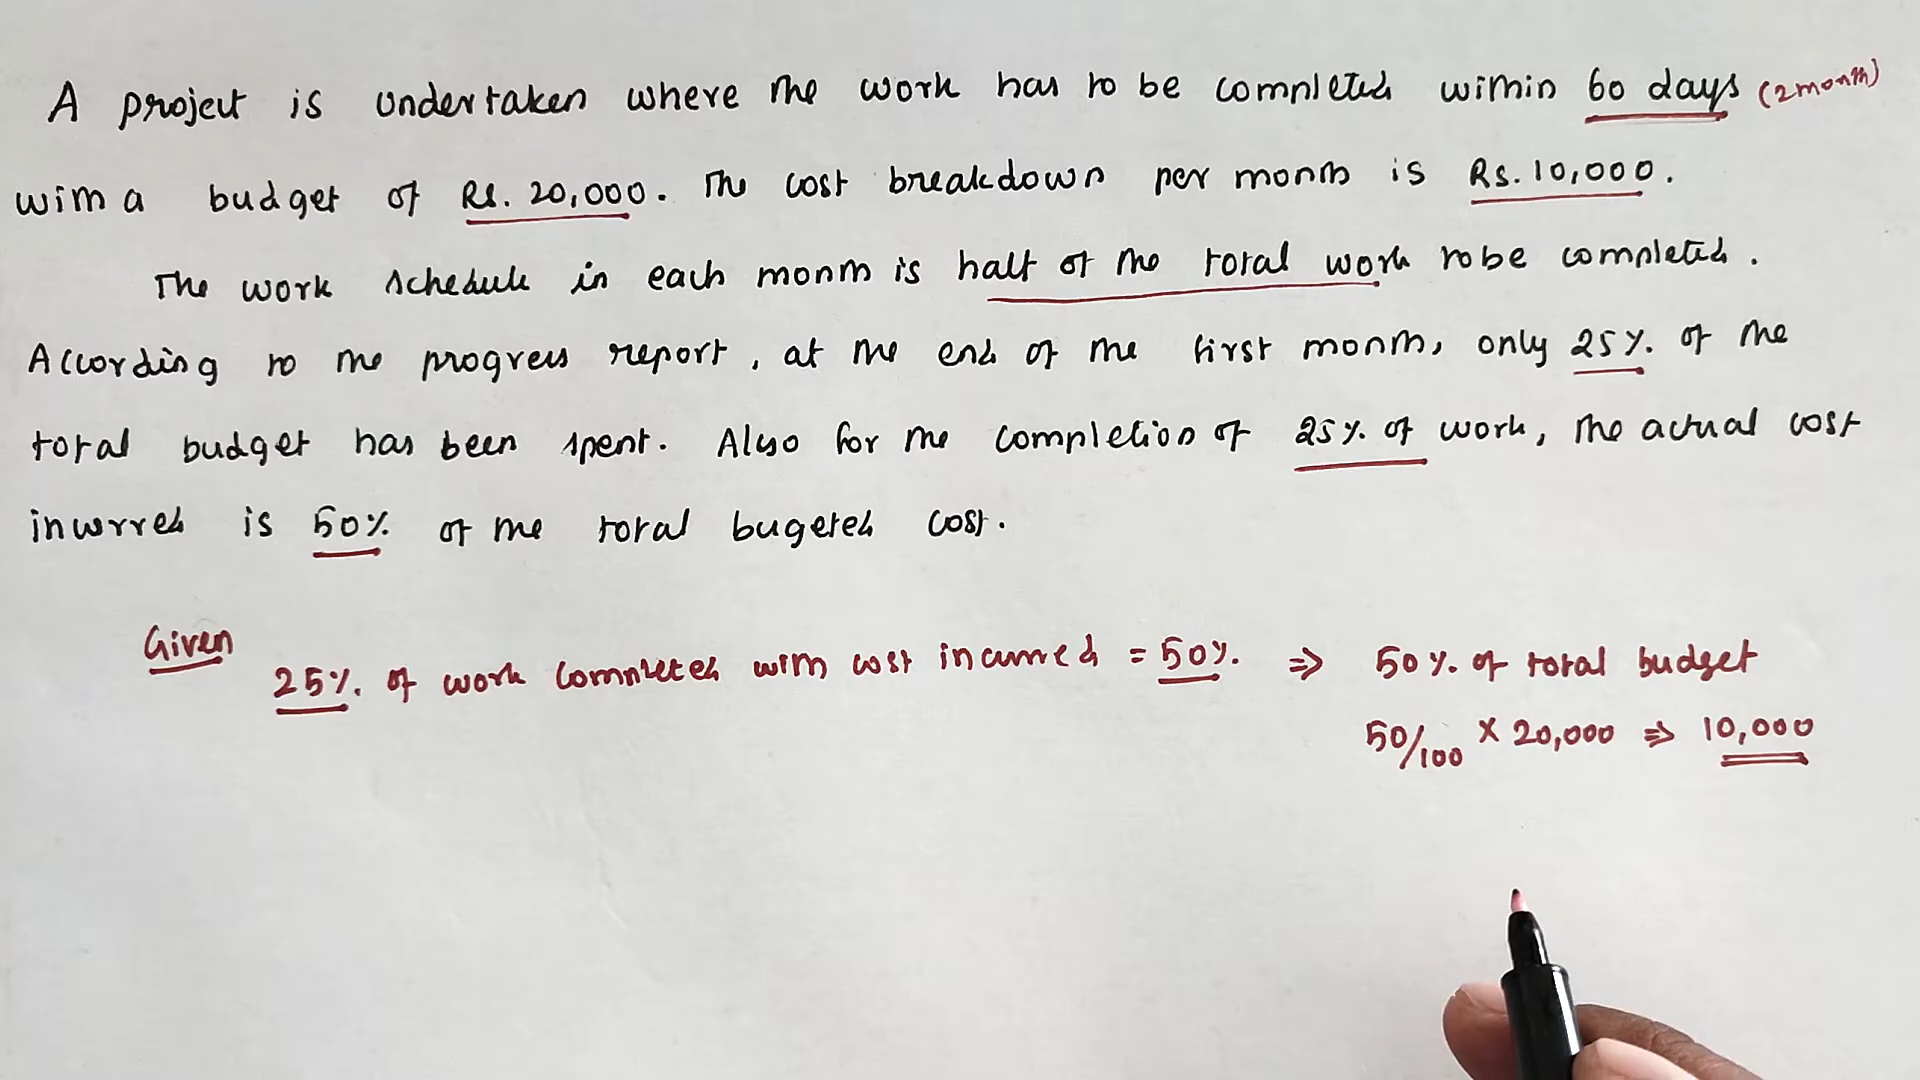 A project is undertaken where the work has to be completed within 60 days (2 month)
with a budget of Rs. 20,000. The cost breakdown per month is Rs. 10,000.
The work schedule in each month is half of the total work to be completed.
According to the progress report, at the end of the first month, only 25% of the
total budget has been spent. Also for the completion of 25% of work, the actual cost
incurred is 50% of the total bugeted cost.
Given
25% of work completed with cost incurred = 50% ⇒ 50% of total budget
50/100 × 20,000 ⇒ 10,000